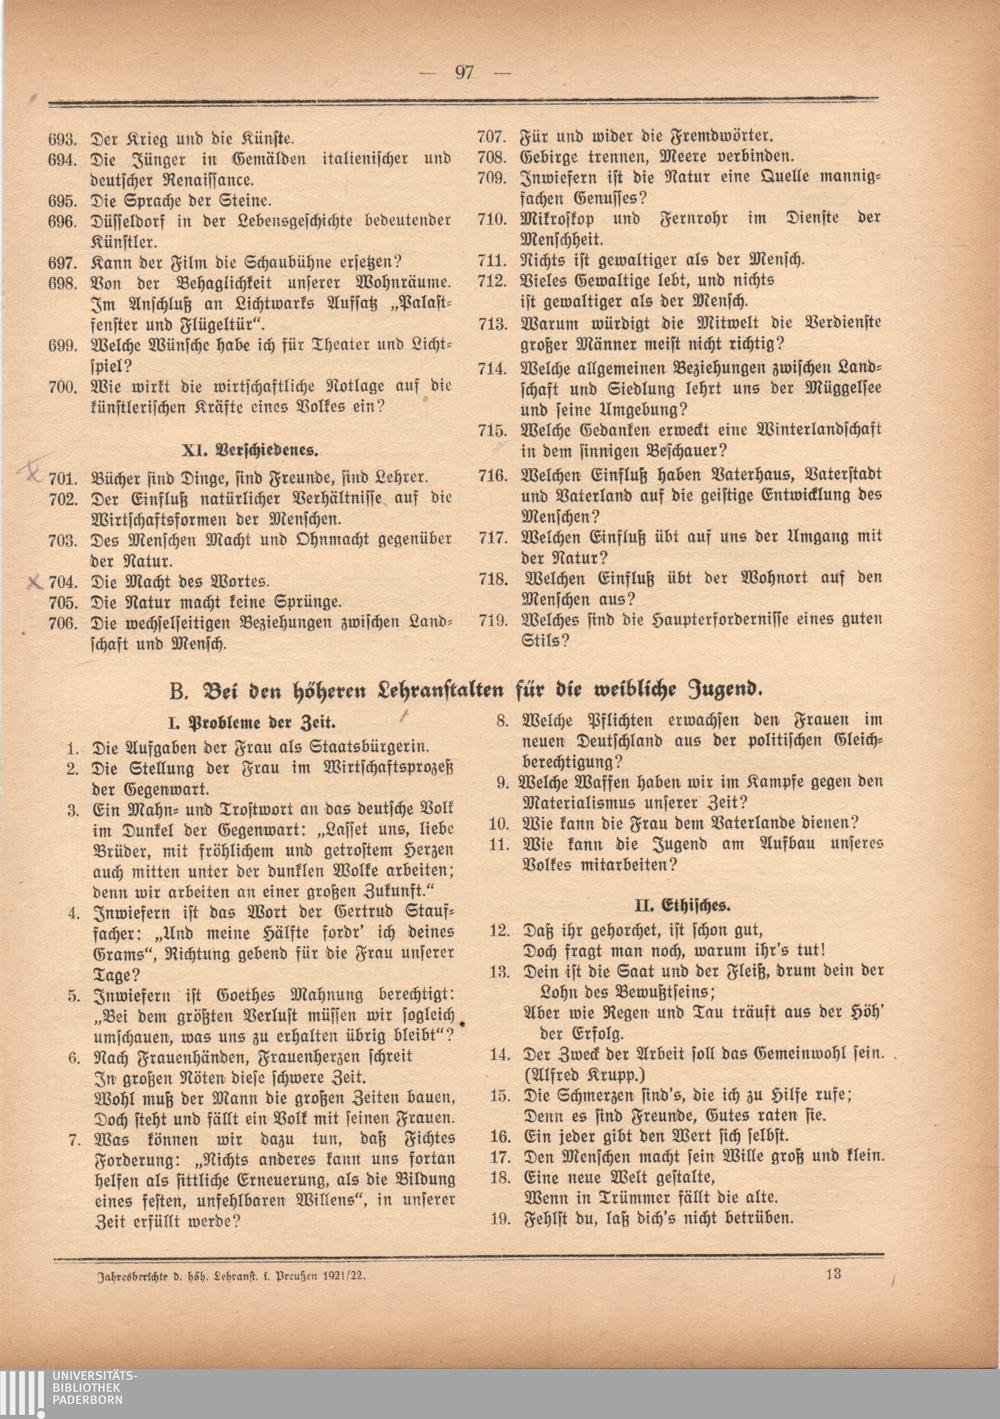 — 97 —
693. Der Krieg und die Künste.
694. Die Jünger in Gemälden italienischer und
deutscher Renaissance.
695. Die Sprache der Steine.
696. Düsseldorf in der Lebensgeschichte bedeutender
Künstler.
697. Kann der Film die Schaubühne ersetzen?
698. Von der Behaglichkeit unserer Wohnräume.
Im Anschluß an Lichtwarks Aufsatz „Palast-
fenster und Flügeltür“.
699. Welche Wünsche habe ich für Theater und Licht-
spiel?
700. Wie wirkt die wirtschaftliche Notlage auf die
künstlerischen Kräfte eines Volkes ein?
XI. Verschiedenes.
701. Bücher sind Dinge, sind Freunde, sind Lehrer.
702. Der Einfluß natürlicher Verhältnisse auf die
Wirtschaftsformen der Menschen.
703. Des Menschen Macht und Ohnmacht gegenüber
der Natur.
704. Die Macht des Wortes.
705. Die Natur macht keine Sprünge.
706. Die wechselseitigen Beziehungen zwischen Land-
schaft und Mensch.
707. Für und wider die Fremdwörter.
708. Gebirge trennen, Meere verbinden.
709. Inwiefern ist die Natur eine Quelle mannig-
fachen Genusses?
710. Mikroskop und Fernrohr im Dienste der
Menschheit.
711. Nichts ist gewaltiger als der Mensch.
712. Vieles Gewaltige lebt, und nichts
ist gewaltiger als der Mensch.
713. Warum würdigt die Mitwelt die Verdienste
großer Männer meist nicht richtig?
714. Welche allgemeinen Beziehungen zwischen Land-
schaft und Siedlung lehrt uns der Müggelsee
und seine Umgebung?
715. Welche Gedanken erweckt eine Winterlandschaft
in dem sinnigen Beschauer?
716. Welchen Einfluß haben Vaterhaus, Vaterstadt
und Vaterland auf die geistige Entwicklung des
Menschen?
717. Welchen Einfluß übt auf uns der Umgang mit
der Natur?
718. Welchen Einfluß übt der Wohnort auf den
Menschen aus?
719. Welches sind die Haupterfordernisse eines guten
Stils?
B. Bei den höheren Lehranstalten für die weibliche Jugend.
I. Probleme der Zeit.
1. Die Aufgaben der Frau als Staatsbürgerin.
2. Die Stellung der Frau im Wirtschaftsprozeß
der Gegenwart.
3. Ein Mahn- und Trostwort an das deutsche Volk
im Dunkel der Gegenwart: „Lasset uns, liebe
Brüder, mit fröhlichem und getrostem Herzen
auch mitten unter der dunklen Wolke arbeiten;
denn wir arbeiten an einer großen Zukunft.“
4. Inwiefern ist das Wort der Gertrud Stauf-
facher: „Und meine Hälfte fordr' ich deines
Grams“, Richtung gebend für die Frau unserer
Tage?
5. Inwiefern ist Goethes Mahnung berechtigt:
„Bei dem größten Verlust müssen wir sogleich
umschauen, was uns zu erhalten übrig bleibt“?
6. Nach Frauenhänden, Frauenherzen schreit
In großen Nöten diese schwere Zeit.
Wohl muß der Mann die großen Zeiten bauen,
Doch steht und fällt ein Volk mit seinen Frauen.
7. Was können wir dazu tun, daß Fichtes
Forderung: „Nichts anderes kann uns fortan
helfen als sittliche Erneuerung, als die Bildung
eines festen, unfehlbaren Willens“, in unserer
Zeit erfüllt werde?
8. Welche Pflichten erwachsen den Frauen im
neuen Deutschland aus der politischen Gleich-
berechtigung?
9. Welche Waffen haben wir im Kampfe gegen den
Materialismus unserer Zeit?
10. Wie kann die Frau dem Vaterlande dienen?
11. Wie kann die Jugend am Aufbau unseres
Volkes mitarbeiten?
II. Ethisches.
12. Daß ihr gehorchet, ist schon gut,
Doch fragt man noch, warum ihr's tut!
13. Dein ist die Saat und der Fleiß, drum dein der
Lohn des Bewußtseins;
Aber wie Regen und Tau träuft aus der Höh'
der Erfolg.
14. Der Zweck der Arbeit soll das Gemeinwohl sein.
(Alfred Krupp.)
15. Die Schmerzen sind's, die ich zu Hilfe rufe;
Denn es sind Freunde, Gutes raten sie.
16. Ein jeder gibt den Wert sich selbst.
17. Den Menschen macht sein Wille groß und klein.
18. Eine neue Welt gestalte,
Wenn in Trümmer fällt die alte.
19. Fehlst du, laß dich's nicht betrüben.
Jahresberichte d. höh. Lehranst. i. Preußen 1921/22.
13
UNIVERSITÄTS-
BIBLIOTHEK
PADERBORN